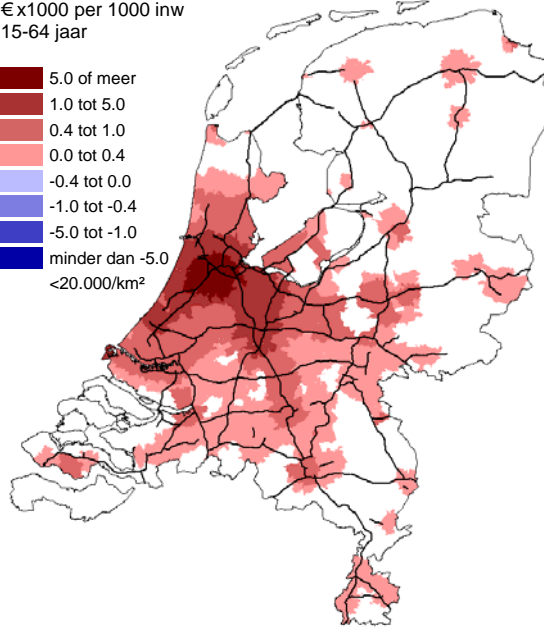 € x1000 per 1000 inw
15-64 jaar
5.0 of meer
1.0 tot 5.0
0.4 tot 1.0
0.0 tot 0.4
-0.4 tot 0.0
-1.0 tot -0.4
-5.0 tot -1.0
minder dan -5.0
<20.000/km²